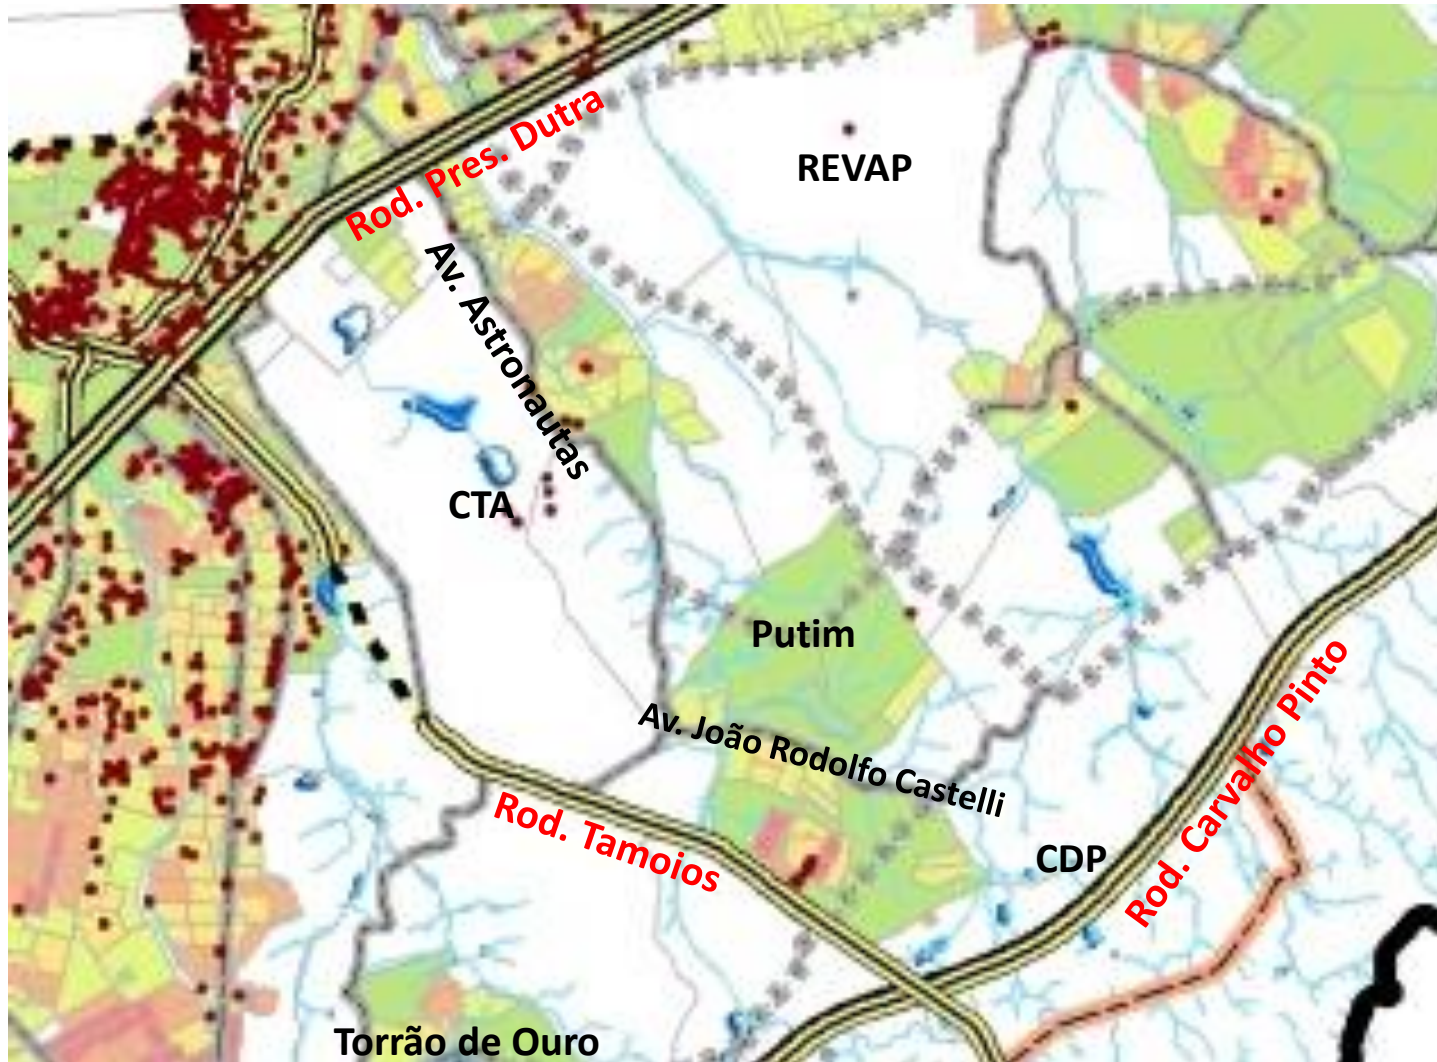 Rod. Pres. Dutra
REVAP
Av. Astronautas
CTA
Putim
Av. João Rodolfo Castelli
Rod. Carvalho Pinto
Rod. Tamoios
CDP
Torrão de Ouro